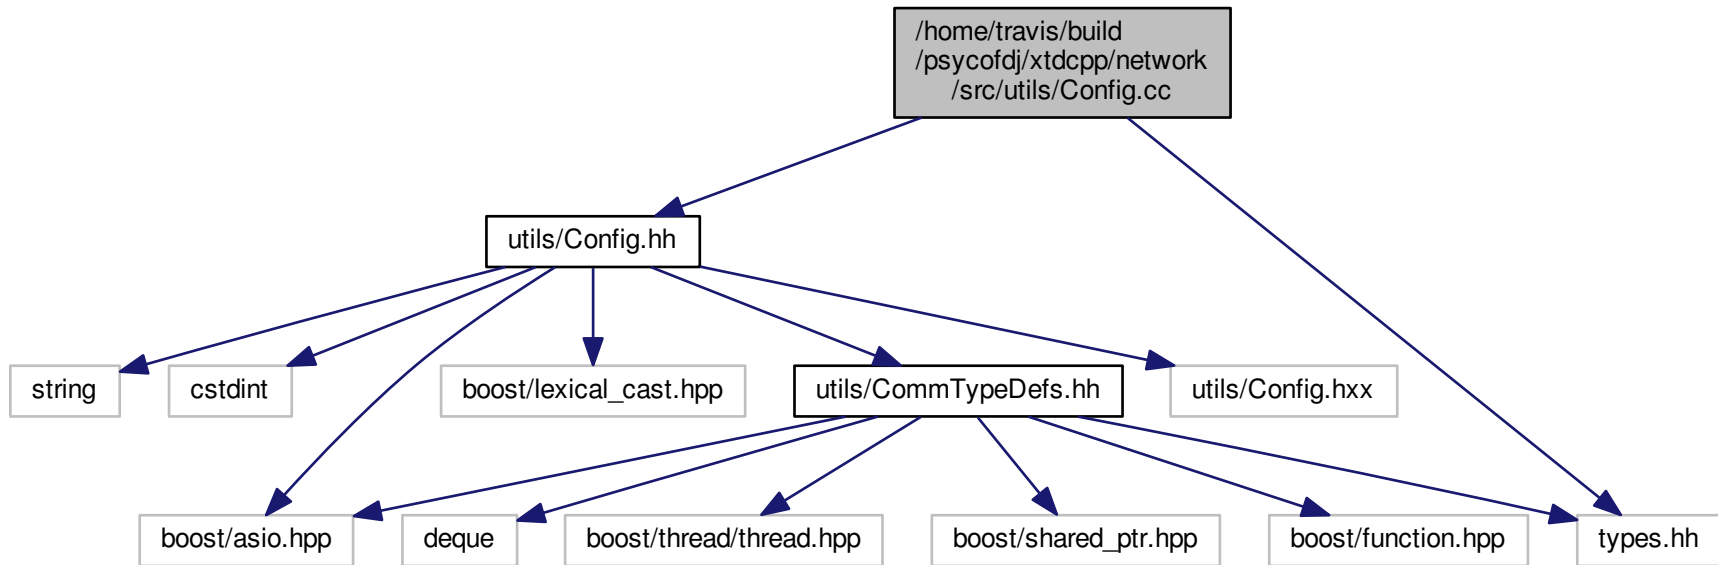 /home/travis/build
/psycofdj/xtdcpp/network
/src/utils/Config.cc
utils/Config.hh
string
cstdint
boost/lexical_cast.hpp
utils/CommTypeDefs.hh
utils/Config.hxx
boost/asio.hpp
deque
boost/thread/thread.hpp
boost/shared_ptr.hpp
boost/function.hpp
types.hh